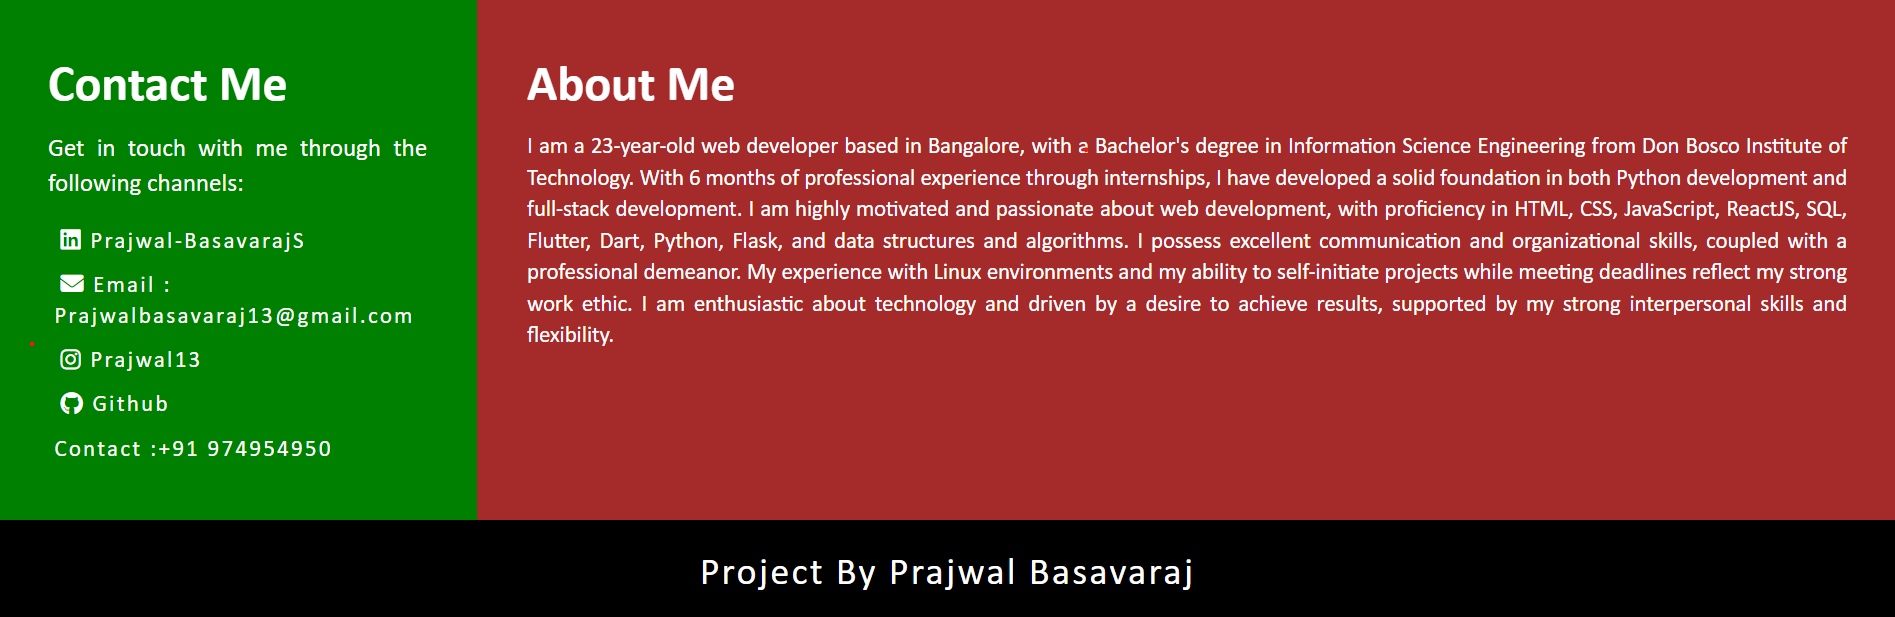 Contact Me
Get in touch with me through the
following channels:
Prajwal-BasavarajS
Email :
Prajwalbasavaraj13@gmail.com
Prajwal13
Github
Contact :+91 974954950
About Me
I am a 23-year-old web developer based in Bangalore, with a Bachelor's degree in Information Science Engineering from Don Bosco Institute of
Technology. With 6 months of professional experience through internships, I have developed a solid foundation in both Python development and
full-stack development. I am highly motivated and passionate about web development, with proficiency in HTML, CSS, JavaScript, ReactJS, SQL,
Flutter, Dart, Python, Flask, and data structures and algorithms. I possess excellent communication and organizational skills, coupled with a
professional demeanor. My experience with Linux environments and my ability to self-initiate projects while meeting deadlines reflect my strong
work ethic. I am enthusiastic about technology and driven by a desire to achieve results, supported by my strong interpersonal skills and
flexibility.
Project By Prajwal Basavaraj